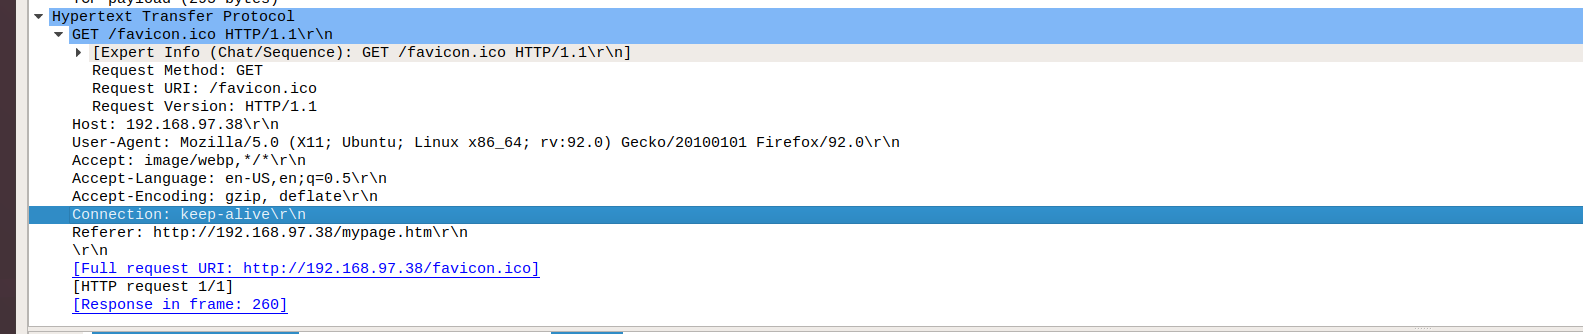 TCP payload (295 bytes)
Hypertext Transfer Protocol
GET /favicon.ico HTTP/1.1\r\n
[Expert Info (Chat/Sequence): GET /favicon.ico HTTP/1.1\r\n]
Request Method: GET
Request URI: /favicon.ico
Request Version: HTTP/1.1
Host: 192.168.97.38\r\n
User-Agent: Mozilla/5.0 (X11; Ubuntu; Linux x86_64; rv:92.0) Gecko/20100101 Firefox/92.0\r\n
Accept: image/webp,*/*\r\n
Accept-Language: en-US,en;q=0.5\r\n
Accept-Encoding: gzip, deflate\r\n
Connection: keep-alive\r\n
Referer: http://192.168.97.38/mypage.htm\r\n
\r\n
[Full request URI: http://192.168.97.38/favicon.ico]
[HTTP request 1/1]
[Response in frame: 260]